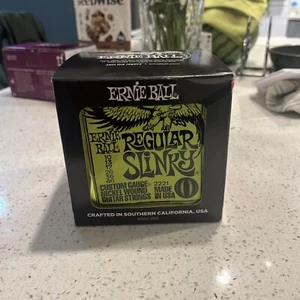 REDWISE
ERNIE BALL
ERNIE BALL
REGULAR
SLINKY
10
13
17
26
36
46
CUSTOM GAUGE
NICKEL WOUND
GUITAR STRINGS
2221
MADE
IN USA
CRAFTED IN SOUTHERN CALIFORNIA, USA